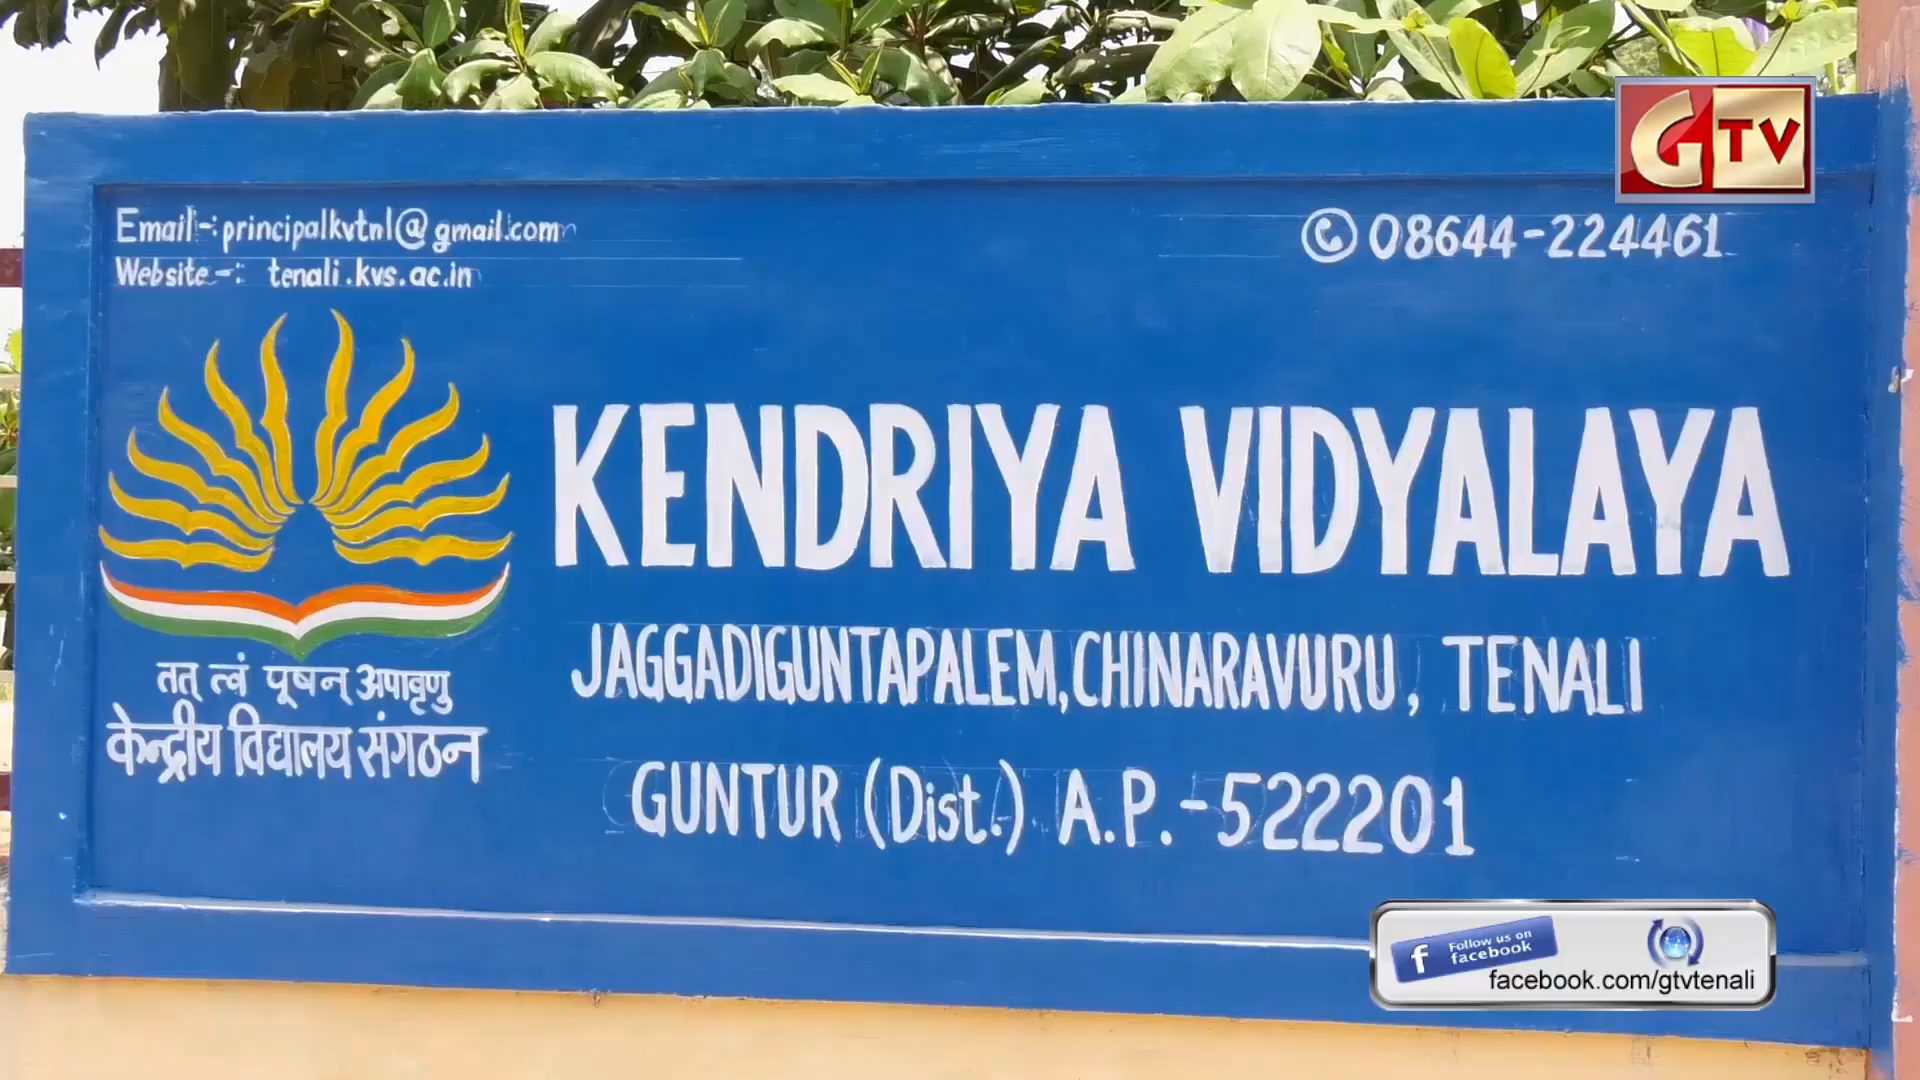 GTV
Email-: principalkvtnl@gmail.com
08644-224461
Website-: tenali.kvs.ac.in
KENDRIYA VIDYALAYA
JAGGADIGUNTAPALEM, CHINARAVURU, TENALI
GUNTUR (Dist.) A.P.-522201
तत् त्वं पूषन् अपावृणु
केन्द्रीय विद्यालय संगठन
f Follow us on
facebook
facebook.com/gtvtenali